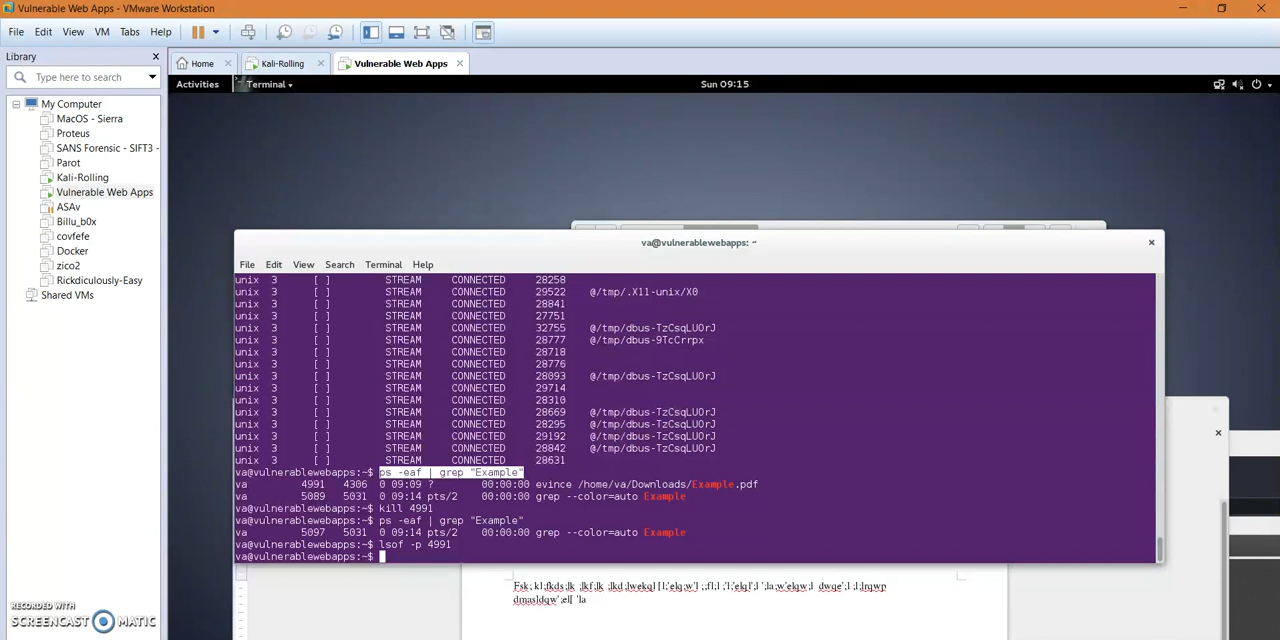 Vulnerable Web Apps - VMware Workstation
File Edit View VM Tabs Help
Library
Type here to search
My Computer
MacOS - Sierra
Proteus
SANS Forensic - SIFT3 -
Parot
Kali-Rolling
Vulnerable Web Apps
ASAv
Billu_b0x
covfefe
Docker
zico2
Rickdiculously-Easy
Shared VMs
Home Kali-Rolling Vulnerable Web Apps
Activities Terminal Sun 09:15
va@vulnerablewebapps: ~
File Edit View Search Terminal Help
unix 3 [ ] STREAM CONNECTED 28258
unix 3 [ ] STREAM CONNECTED 29522 @/tmp/.X11-unix/X0
unix 3 [ ] STREAM CONNECTED 28841
unix 3 [ ] STREAM CONNECTED 27751
unix 3 [ ] STREAM CONNECTED 32755 @/tmp/dbus-TzCsqLUOrJ
unix 3 [ ] STREAM CONNECTED 28777 @/tmp/dbus-9TcCrrpx
unix 3 [ ] STREAM CONNECTED 28718
unix 3 [ ] STREAM CONNECTED 28776
unix 3 [ ] STREAM CONNECTED 28093 @/tmp/dbus-TzCsqLUOrJ
unix 3 [ ] STREAM CONNECTED 29714
unix 3 [ ] STREAM CONNECTED 28310
unix 3 [ ] STREAM CONNECTED 28669 @/tmp/dbus-TzCsqLUOrJ
unix 3 [ ] STREAM CONNECTED 28295 @/tmp/dbus-TzCsqLUOrJ
unix 3 [ ] STREAM CONNECTED 29192 @/tmp/dbus-TzCsqLUOrJ
unix 3 [ ] STREAM CONNECTED 28842 @/tmp/dbus-TzCsqLUOrJ
unix 3 [ ] STREAM CONNECTED 28631
va@vulnerablewebapps:~$ ps -eaf | grep "Example"
va 4991 4306 0 09:09 ? 00:00:00 evince /home/va/Downloads/Example.pdf
va 5089 5031 0 09:14 pts/2 00:00:00 grep --color=auto Example
va@vulnerablewebapps:~$ kill 4991
va@vulnerablewebapps:~$ ps -eaf | grep "Example"
va 5097 5031 0 09:14 pts/2 00:00:00 grep --color=auto Example
va@vulnerablewebapps:~$ lsof -p 4991
va@vulnerablewebapps:~$
RECORDED WITH
SCREENCAST MATIC